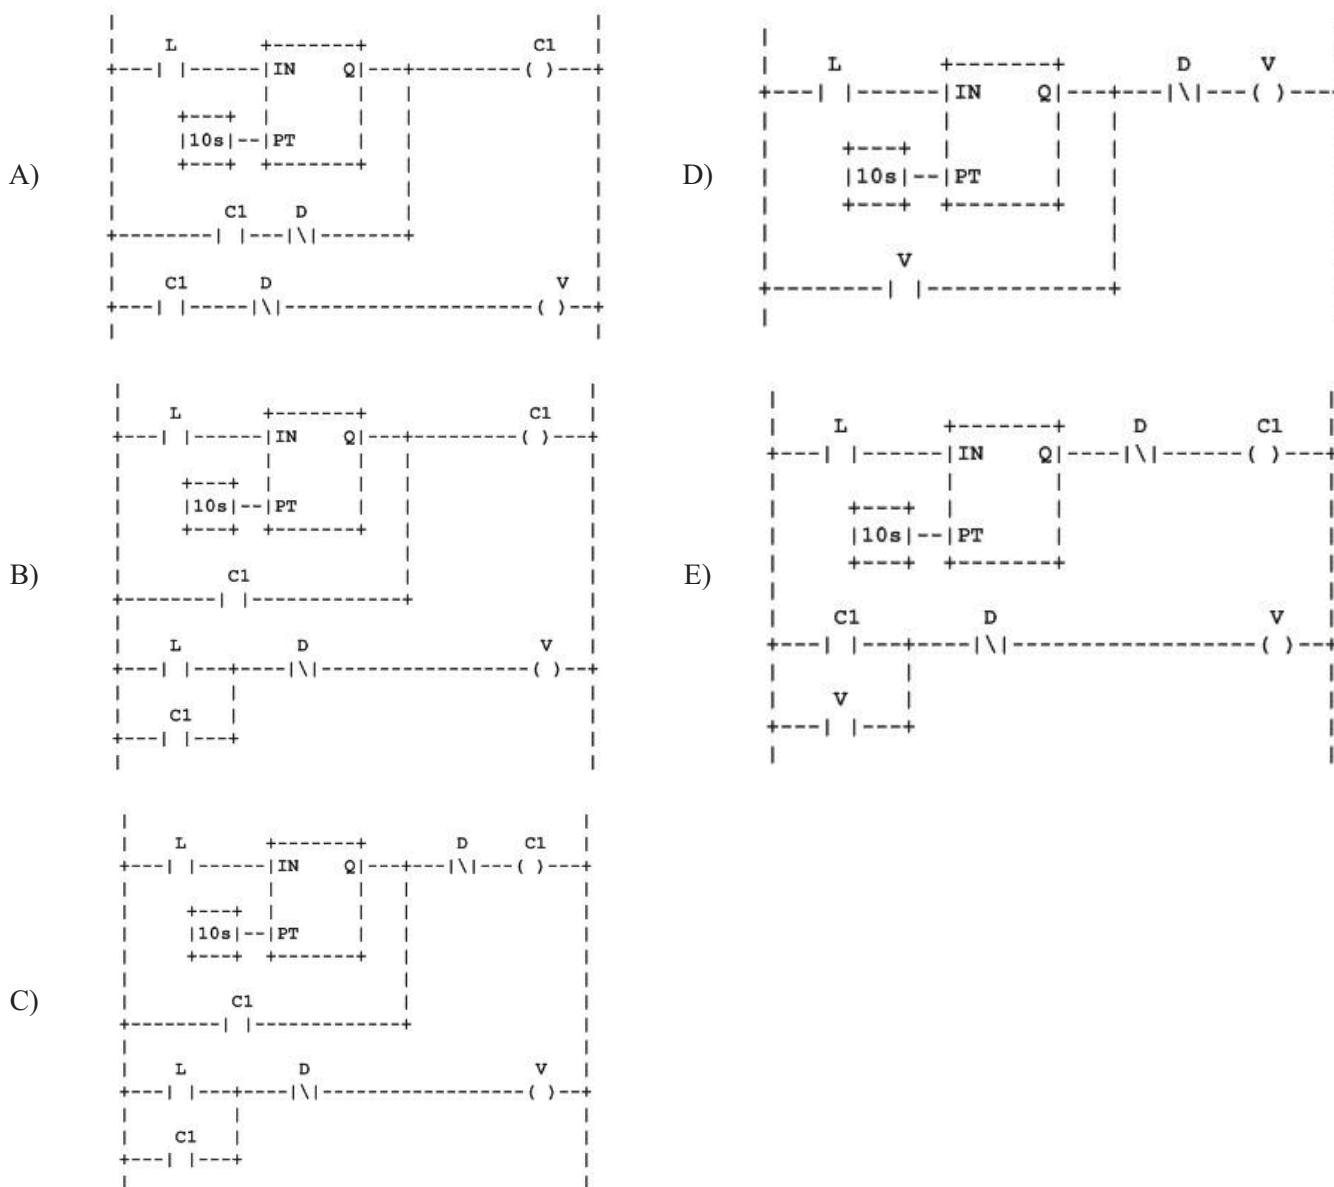 A)
L C1
IN Q
10s PT
C1 D
C1 D V
B)
L C1
IN Q
10s PT
C1
L D V
C1
C)
L D C1
IN Q
10s PT
C1
L D V
C1
D)
L D V
IN Q
10s PT
V
E)
L D C1
IN Q
10s PT
C1 D V
V